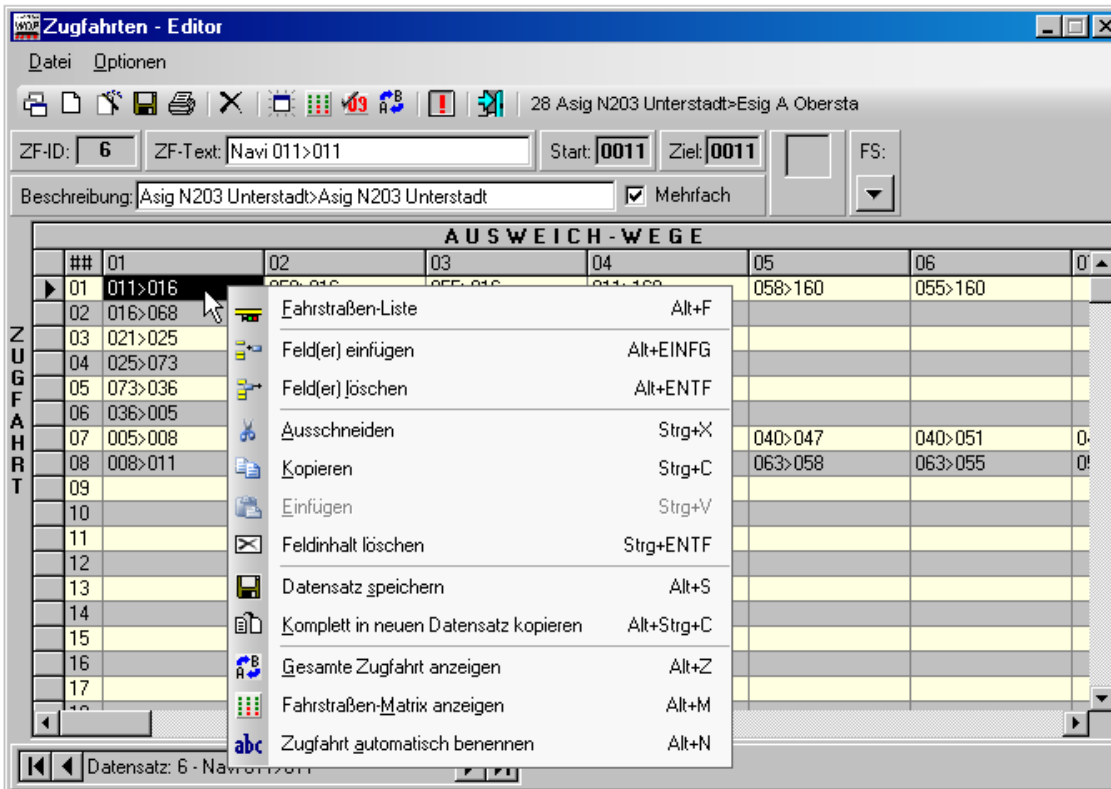 Zugfahrten - Editor
Datei Optionen
28 Asig N203 Unterstadt>Esig A Obersta
ZF-ID: 6 ZF-Text: Navi 011>011 Start: 0011 Ziel: 0011 FS:
Beschreibung: Asig N203 Unterstadt>Asig N203 Unterstadt Mehrfach
AUSWEICH-WEGE
ZUGFAHRT
## 01 02 03 04 05 06
01 011>016 058>160 055>160
02 016>068
03 021>025
04 025>073
05 073>036
06 036>005
07 005>008 040>047 040>051
08 008>011 063>058 063>055
09
10
11
12
13
14
15
16
17
Fahrstraßen-Liste Alt+F
Feld(er) einfügen Alt+EINFG
Feld(er) löschen Alt+ENTF
Ausschneiden Strg+X
Kopieren Strg+C
Einfügen Strg+V
Feldinhalt löschen Strg+ENTF
Datensatz speichern Alt+S
Komplett in neuen Datensatz kopieren Alt+Strg+C
Gesamte Zugfahrt anzeigen Alt+Z
Fahrstraßen-Matrix anzeigen Alt+M
abc Zugfahrt automatisch benennen Alt+N
Datensatz: 6 - Navi 011>011